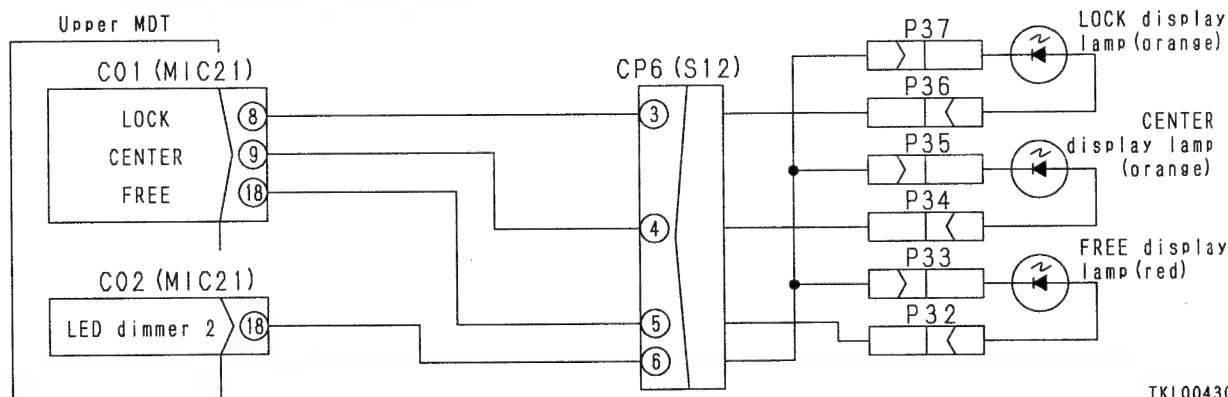 Upper MDT
C01(MIC21)
LOCK
8
CENTER
9
FREE
18
C02(MIC21)
LED dimmer 2
18
CP6(S12)
3
4
5
6
P37
P36
P35
P34
P33
P32
LOCK display
lamp(orange)
CENTER
display lamp
(orange)
FREE display
lamp(red)
TKL00430